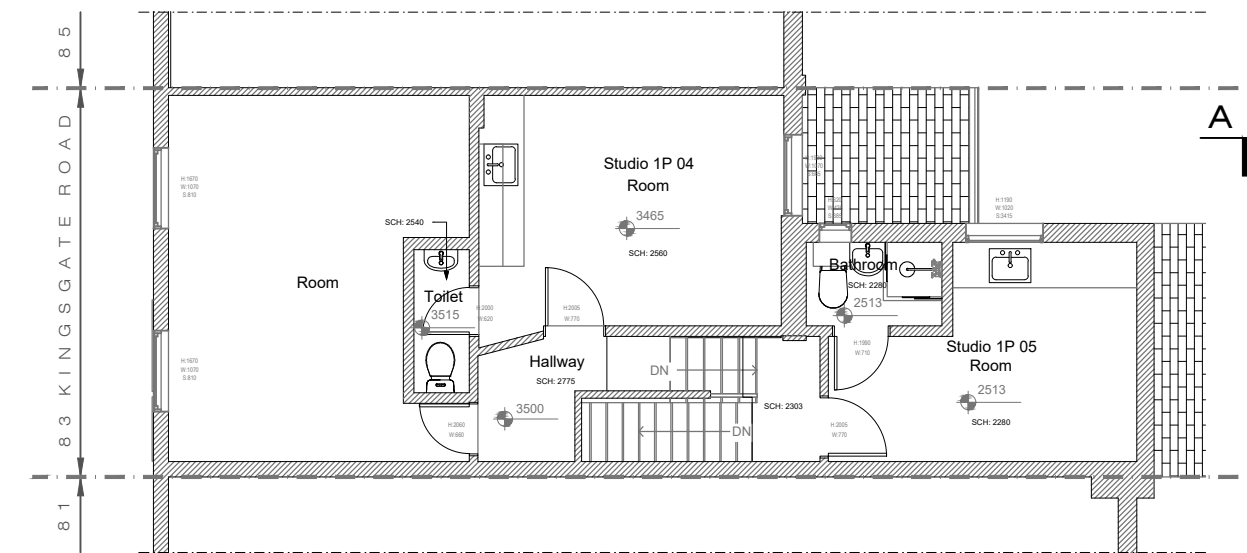 85
83 KINGSGATE ROAD
81
A
H:1670
W:1070
S:810
H:1670
W:1070
S:810
Room
SCH: 2540
Toilet
3515
H:2000
W:620
H:2060
W:660
Studio 1P 04
Room
3465
SCH: 2560
H:2005
W:770
Hallway
SCH: 2775
3500
DN
DN
SCH: 2303
Bathroom
SCH: 2280
2513
H:1190
W:1020
S:3415
W:710
H:2005
W:770
Studio 1P 05
Room
2513
SCH: 2280